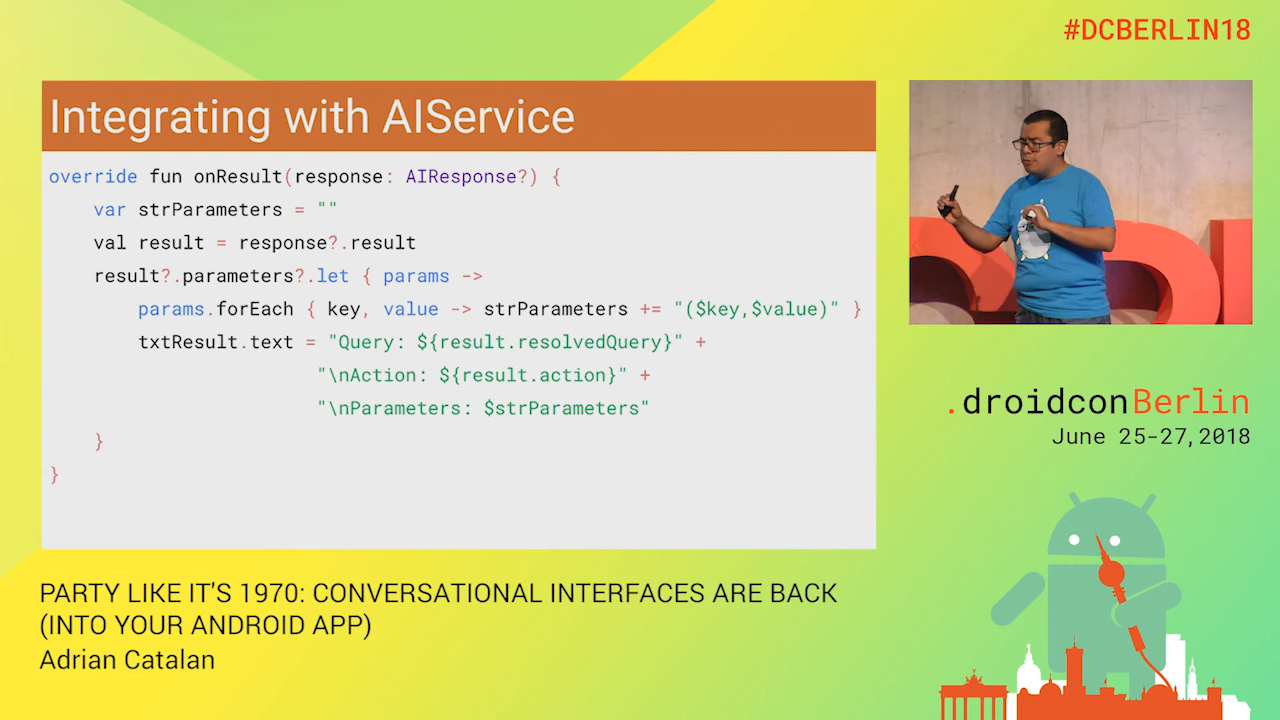 #DCBERLIN18
Integrating with AIService
override fun onResult(response: AIResponse?) {
    var strParameters = ""
    val result = response?.result
    result?.parameters?.let { params ->
        params.forEach { key, value -> strParameters += "($key,$value)" }
        txtResult.text = "Query: ${result.resolvedQuery}" +
                        "\nAction: ${result.action}" +
                        "\nParameters: $strParameters"
    }
}
.droidconBerlin
June 25-27,2018
PARTY LIKE IT'S 1970: CONVERSATIONAL INTERFACES ARE BACK
(INTO YOUR ANDROID APP)
Adrian Catalan